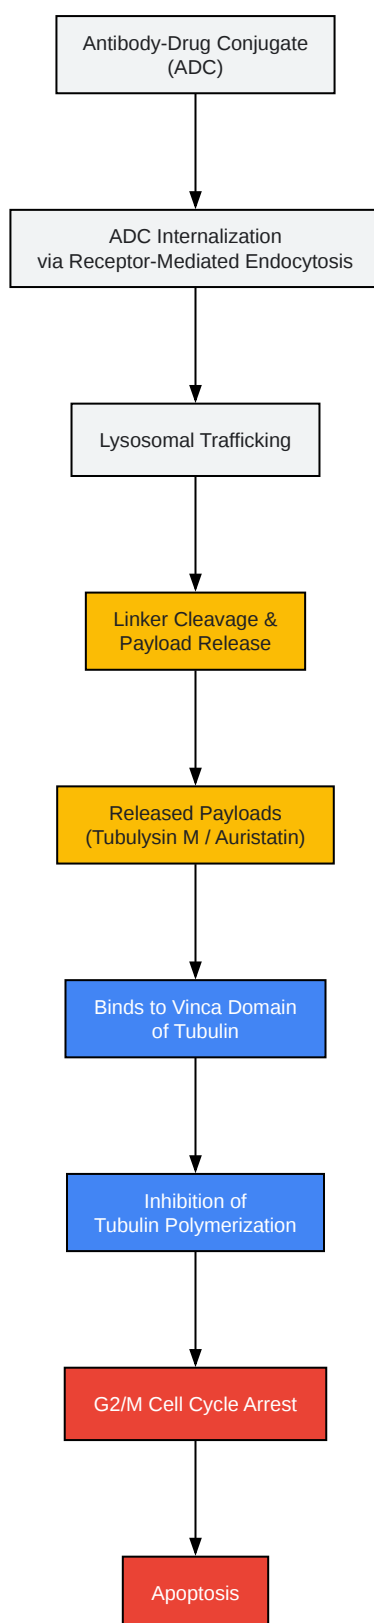 Antibody-Drug Conjugate
(ADC)
ADC Internalization
via Receptor-Mediated Endocytosis
Lysosomal Trafficking
Linker Cleavage &
Payload Release
Released Payloads
(Tubulysin M / Auristatin)
Binds to Vinca Domain
of Tubulin
Inhibition of
Tubulin Polymerization
G2/M Cell Cycle Arrest
Apoptosis